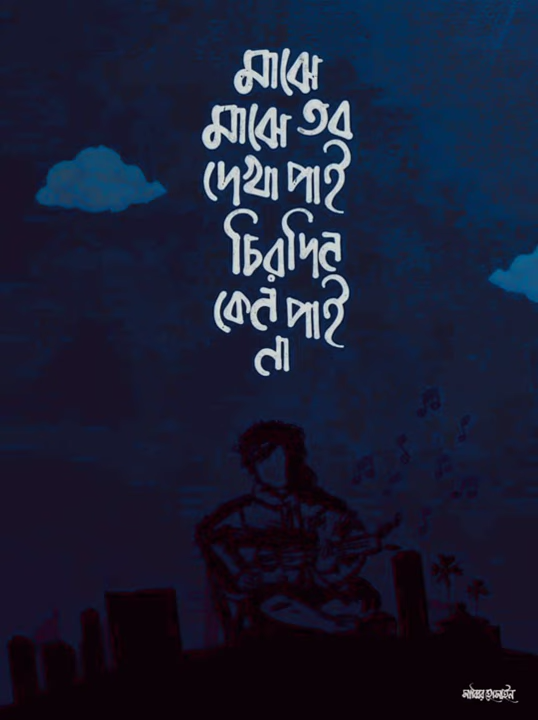 মাঝে
মাঝে তব
দেখা পাই
চিরদিন
কেন পাই
না